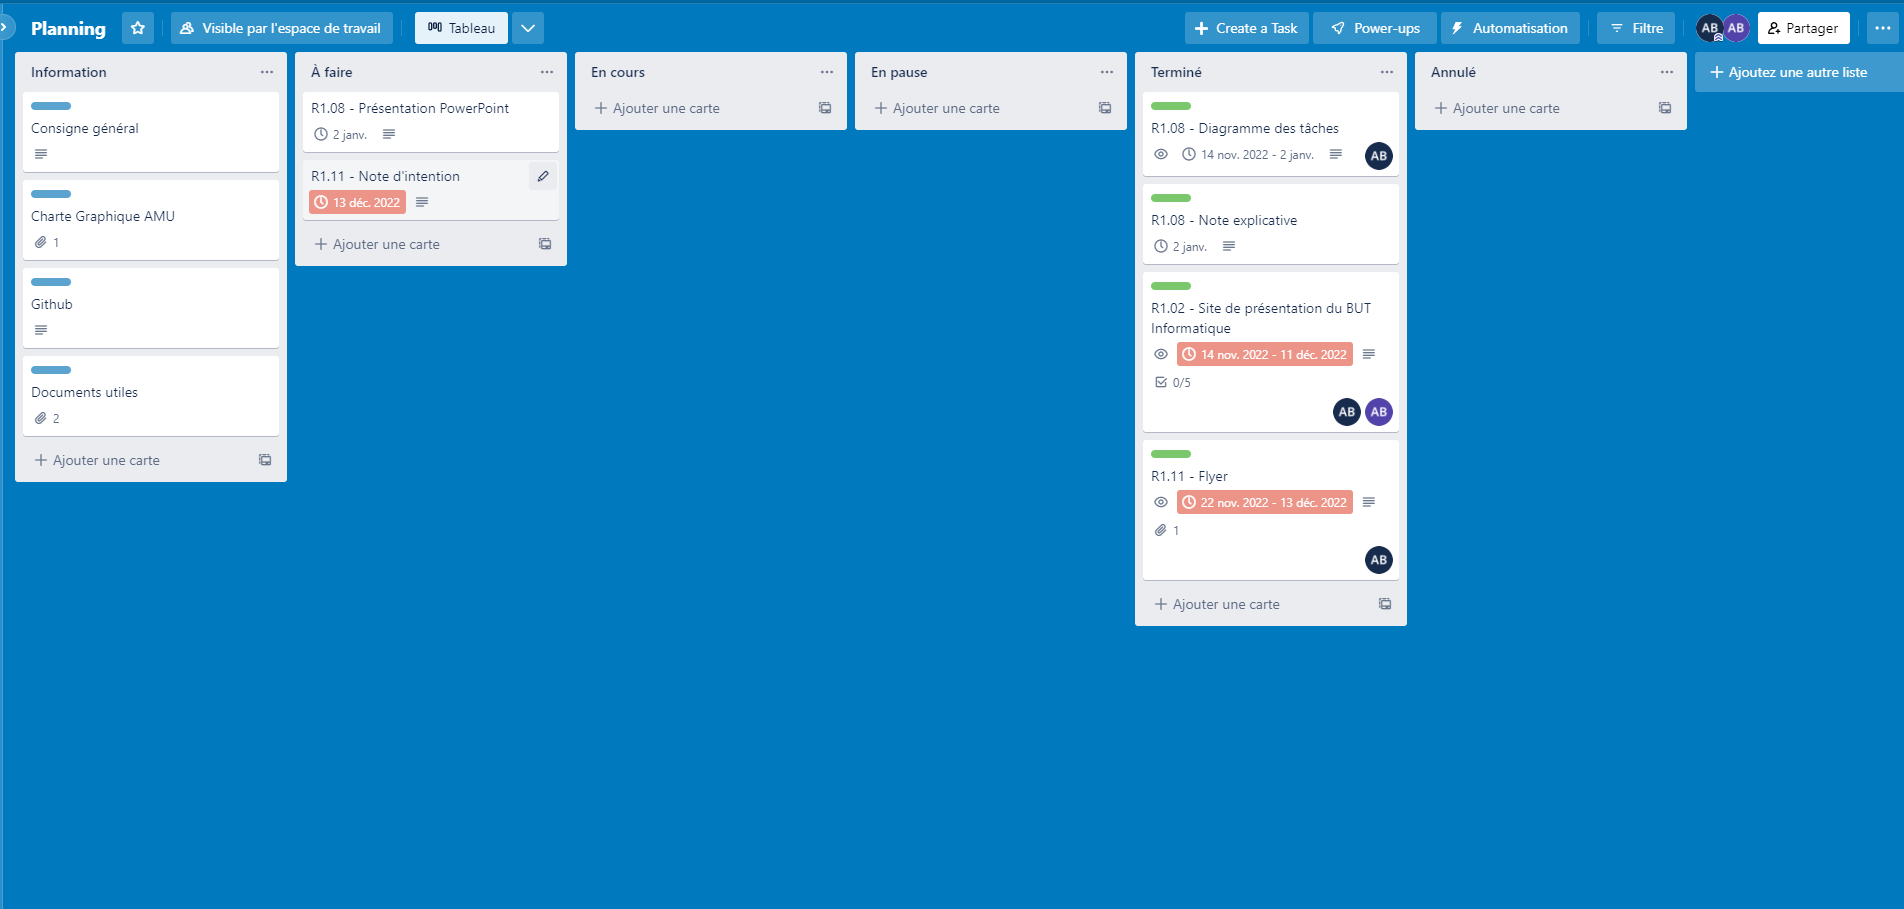 Planning
Visible par l'espace de travail
Tableau
Create a Task
Power-ups
Automatisation
Filtre
AB
AB
Partager
Information
Consigne général
Charte Graphique AMU
1
Github
Documents utiles
2
Ajouter une carte
À faire
R1.08 - Présentation PowerPoint
2 janv.
R1.11 - Note d'intention
13 déc. 2022
Ajouter une carte
En cours
Ajouter une carte
En pause
Ajouter une carte
Terminé
R1.08 - Diagramme des tâches
14 nov. 2022 - 2 janv.
AB
R1.08 - Note explicative
2 janv.
R1.02 - Site de présentation du BUT
Informatique
14 nov. 2022 - 11 déc. 2022
0/5
AB
AB
R1.11 - Flyer
22 nov. 2022 - 13 déc. 2022
1
AB
Ajouter une carte
Annulé
Ajouter une carte
Ajoutez une autre liste